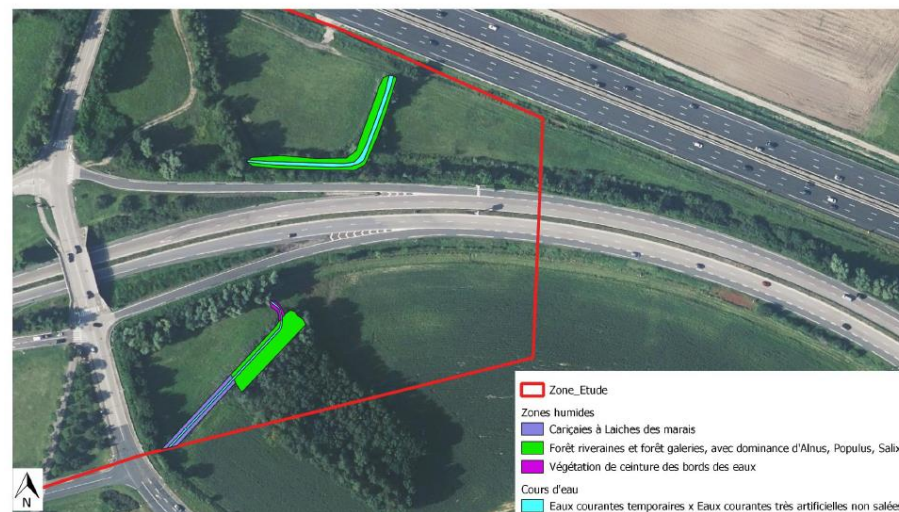 Zone_Etude
Zones humides
Cariçaies à Laiches des marais
Forêt riveraines et forêt galeries, avec dominance d'Alnus, Populus, Salix
Végétation de ceinture des bords des eaux
Cours d'eau
Eaux courantes temporaires x Eaux courantes très artificielles non salées
N